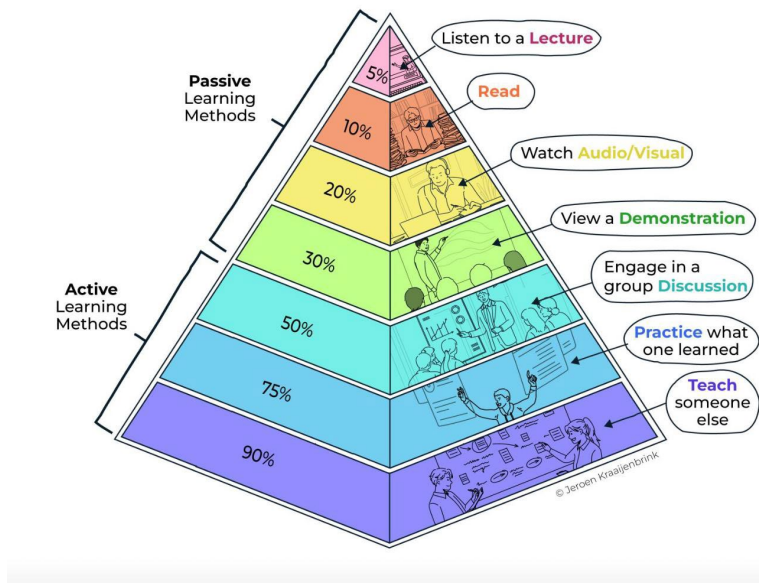 Listen to a Lecture
5%
Passive
Learning
Methods
Read
10%
Watch Audio/Visual
20%
View a Demonstration
30%
Active
Learning
Methods
Engage in a
group Discussion
50%
Practice what
one learned
75%
Teach
someone
else
90%
© Jeroen Kraaijenbrink